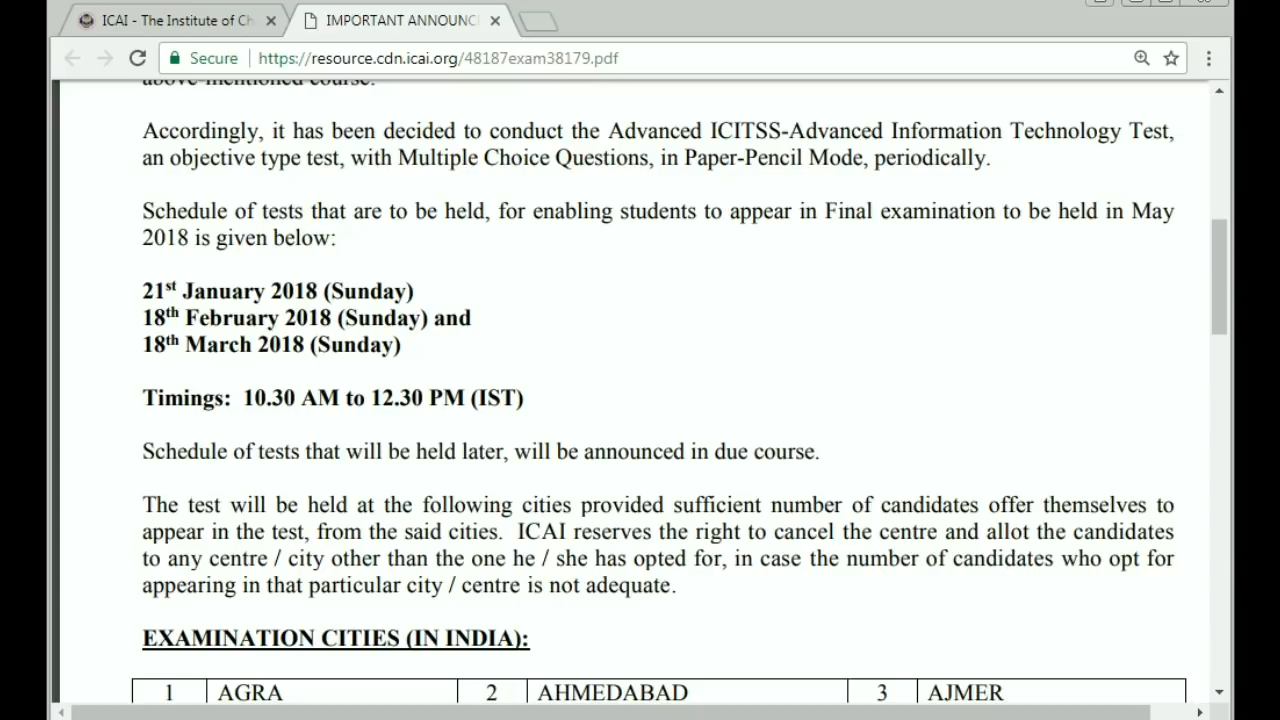 ICAI - The Institute of Ch
IMPORTANT ANNOUNC
Secure
https://resource.cdn.icai.org/48187exam38179.pdf
above-mentioned course.
Accordingly, it has been decided to conduct the Advanced ICITSS-Advanced Information Technology Test,
an objective type test, with Multiple Choice Questions, in Paper-Pencil Mode, periodically.
Schedule of tests that are to be held, for enabling students to appear in Final examination to be held in May
2018 is given below:
21st January 2018 (Sunday)
18th February 2018 (Sunday) and
18th March 2018 (Sunday)
Timings: 10.30 AM to 12.30 PM (IST)
Schedule of tests that will be held later, will be announced in due course.
The test will be held at the following cities provided sufficient number of candidates offer themselves to
appear in the test, from the said cities. ICAI reserves the right to cancel the centre and allot the candidates
to any centre / city other than the one he / she has opted for, in case the number of candidates who opt for
appearing in that particular city / centre is not adequate.
EXAMINATION CITIES (IN INDIA):
1 AGRA 2 AHMEDABAD 3 AJMER